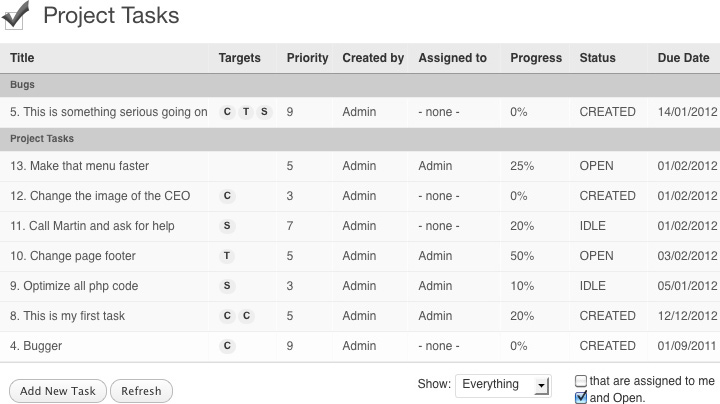 Project Tasks
Title Targets Priority Created by Assigned to Progress Status Due Date
Bugs
5. This is something serious going on C T S 9 Admin - none - 0% CREATED 14/01/2012
Project Tasks
13. Make that menu faster 5 Admin Admin 25% OPEN 01/02/2012
12. Change the image of the CEO C 3 Admin - none - 0% CREATED 01/02/2012
11. Call Martin and ask for help S 7 Admin - none - 20% IDLE 01/02/2012
10. Change page footer T 5 Admin Admin 50% OPEN 03/02/2012
9. Optimize all php code S 3 Admin Admin 10% IDLE 05/01/2012
8. This is my first task C C 5 Admin Admin 20% CREATED 12/12/2012
4. Bugger C 9 Admin - none - 0% CREATED 01/09/2011
Add New Task Refresh Show: Everything that are assigned to me
and Open.